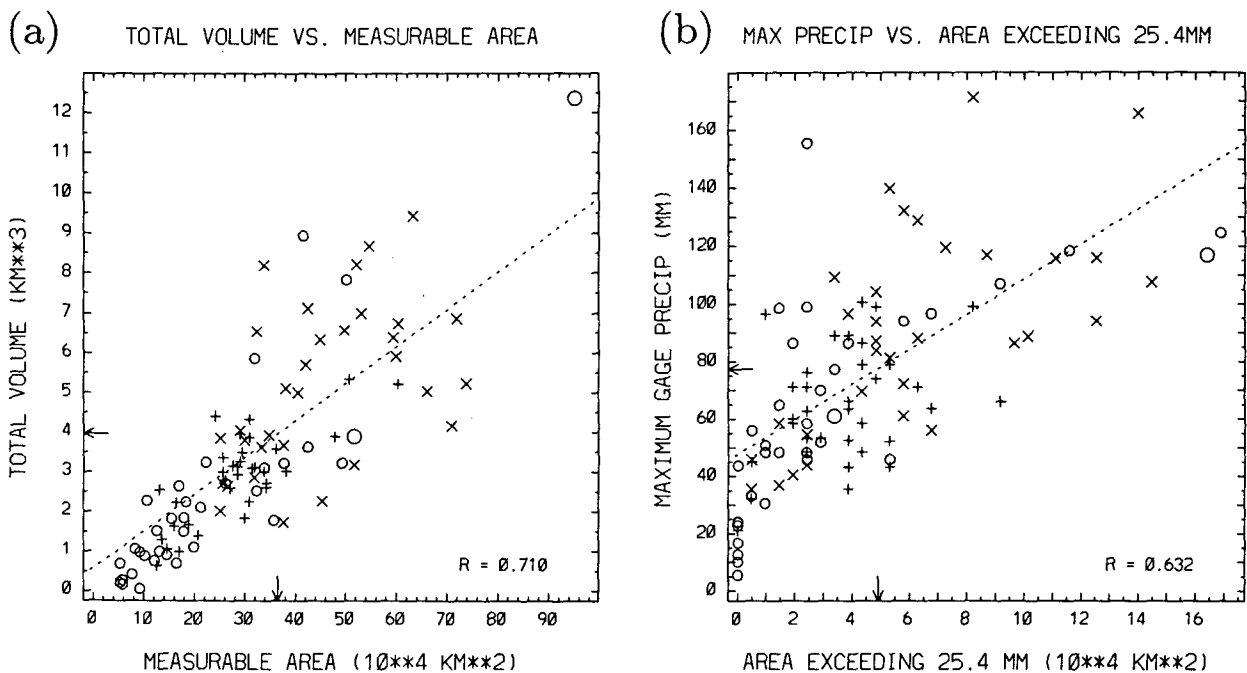 (a)
TOTAL VOLUME VS. MEASURABLE AREA
TOTAL VOLUME (KM**3)
12
11
10
9
8
7
6
5
4
3
2
1
0
R = 0.710
0 10 20 30 40 50 60 70 80 90
MEASURABLE AREA (10**4 KM**2)
(b)
MAX PRECIP VS. AREA EXCEEDING 25.4MM
MAXIMUM GAGE PRECIP (MM)
160
140
120
100
80
60
40
20
0
R = 0.632
0 2 4 6 8 10 12 14 16
AREA EXCEEDING 25.4 MM (10**4 KM**2)